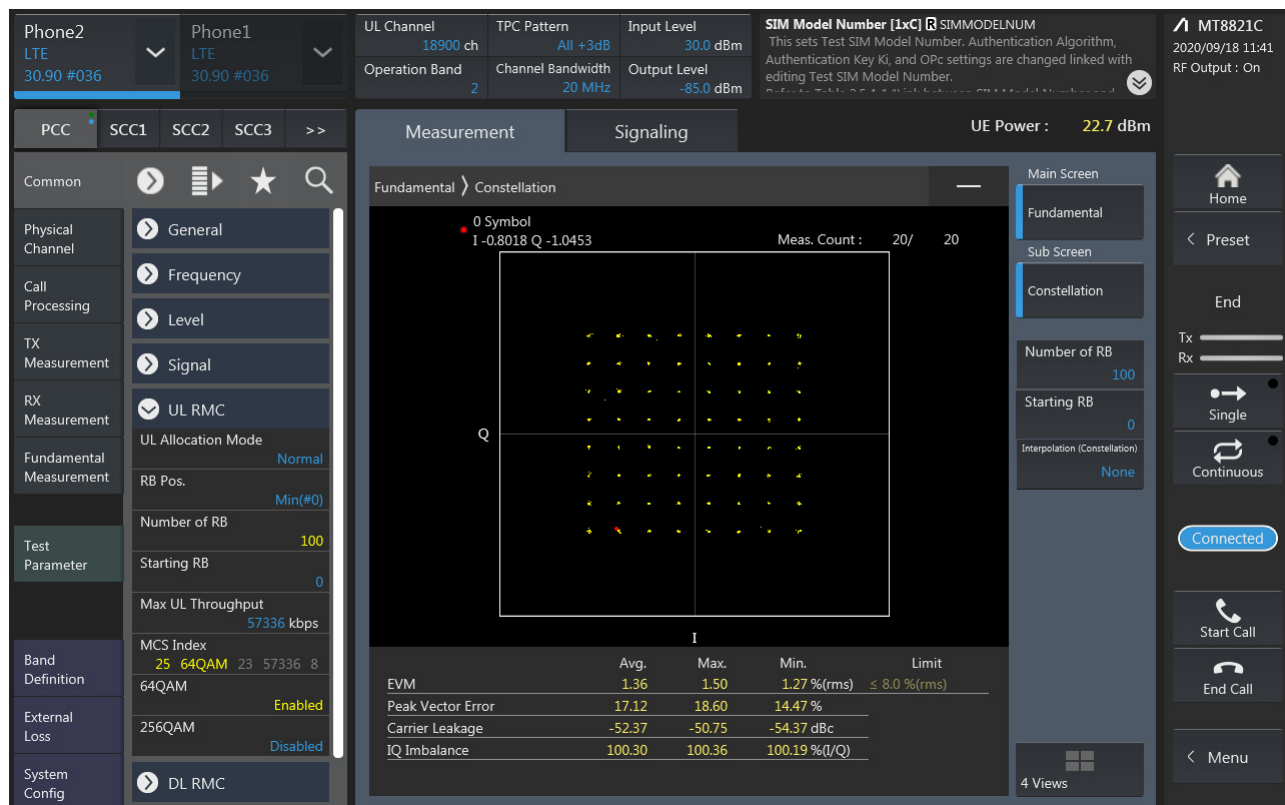 Phone2
LTE
30.90 #036
Phone1
LTE
30.90 #036
UL Channel
18900 ch
Operation Band
2
TPC Pattern
All +3dB
Channel Bandwidth
20 MHz
Input Level
30.0 dBm
Output Level
-85.0 dBm
SIM Model Number [1xC] R SIMMODELNUM
This sets Test SIM Model Number. Authentication Algorithm,
Authentication Key Ki, and OPc settings are changed linked with
editing Test SIM Model Number.
MT8821C
2020/09/18 11:41
RF Output : On
PCC SCC1 SCC2 SCC3 >>
Measurement
Signaling
UE Power : 22.7 dBm
Common
Physical
Channel
Call
Processing
TX
Measurement
RX
Measurement
Fundamental
Measurement
Test
Parameter
Band
Definition
External
Loss
System
Config
General
Frequency
Level
Signal
UL RMC
UL Allocation Mode
Normal
RB Pos.
Min(#0)
Number of RB
100
Starting RB
0
Max UL Throughput
57336 kbps
MCS Index
25 64QAM 23 57336 8
64QAM
Enabled
256QAM
Disabled
DL RMC
Fundamental 〉 Constellation
0 Symbol
I -0.8018 Q -1.0453
Meas. Count : 20/ 20
Q
I
Avg. Max. Min. Limit
EVM 1.36 1.50 1.27 %(rms) ≤ 8.0 %(rms)
Peak Vector Error 17.12 18.60 14.47 %
Carrier Leakage -52.37 -50.75 -54.37 dBc
IQ Imbalance 100.30 100.36 100.19 %(I/Q)
Main Screen
Fundamental
Sub Screen
Constellation
Number of RB
100
Starting RB
0
Interpolation (Constellation)
None
4 Views
Home
< Preset
End
Tx
Rx
Single
Continuous
Connected
Start Call
End Call
< Menu